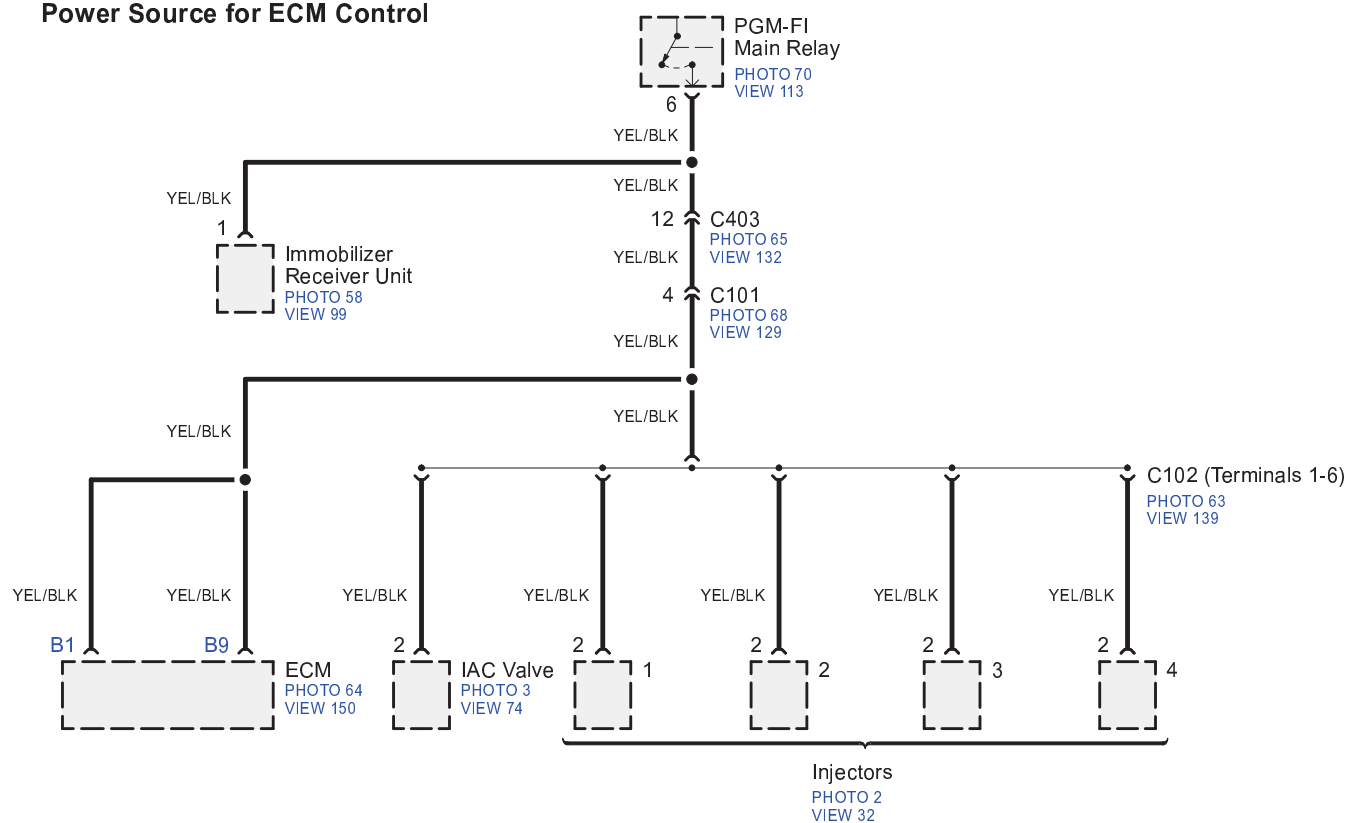 Power Source for ECM Control
PGM-FI
Main Relay
PHOTO 70
VIEW 113
6
YEL/BLK
YEL/BLK
YEL/BLK
1
12
C403
PHOTO 65
VIEW 132
Immobilizer
Receiver Unit
PHOTO 58
VIEW 99
YEL/BLK
4
C101
PHOTO 68
VIEW 129
YEL/BLK
YEL/BLK
YEL/BLK
C102 (Terminals 1-6)
PHOTO 63
VIEW 139
YEL/BLK
YEL/BLK
YEL/BLK
YEL/BLK
YEL/BLK
YEL/BLK
YEL/BLK
B1
B9
2
2
2
2
2
ECM
PHOTO 64
VIEW 150
IAC Valve
PHOTO 3
VIEW 74
1
2
3
4
Injectors
PHOTO 2
VIEW 32